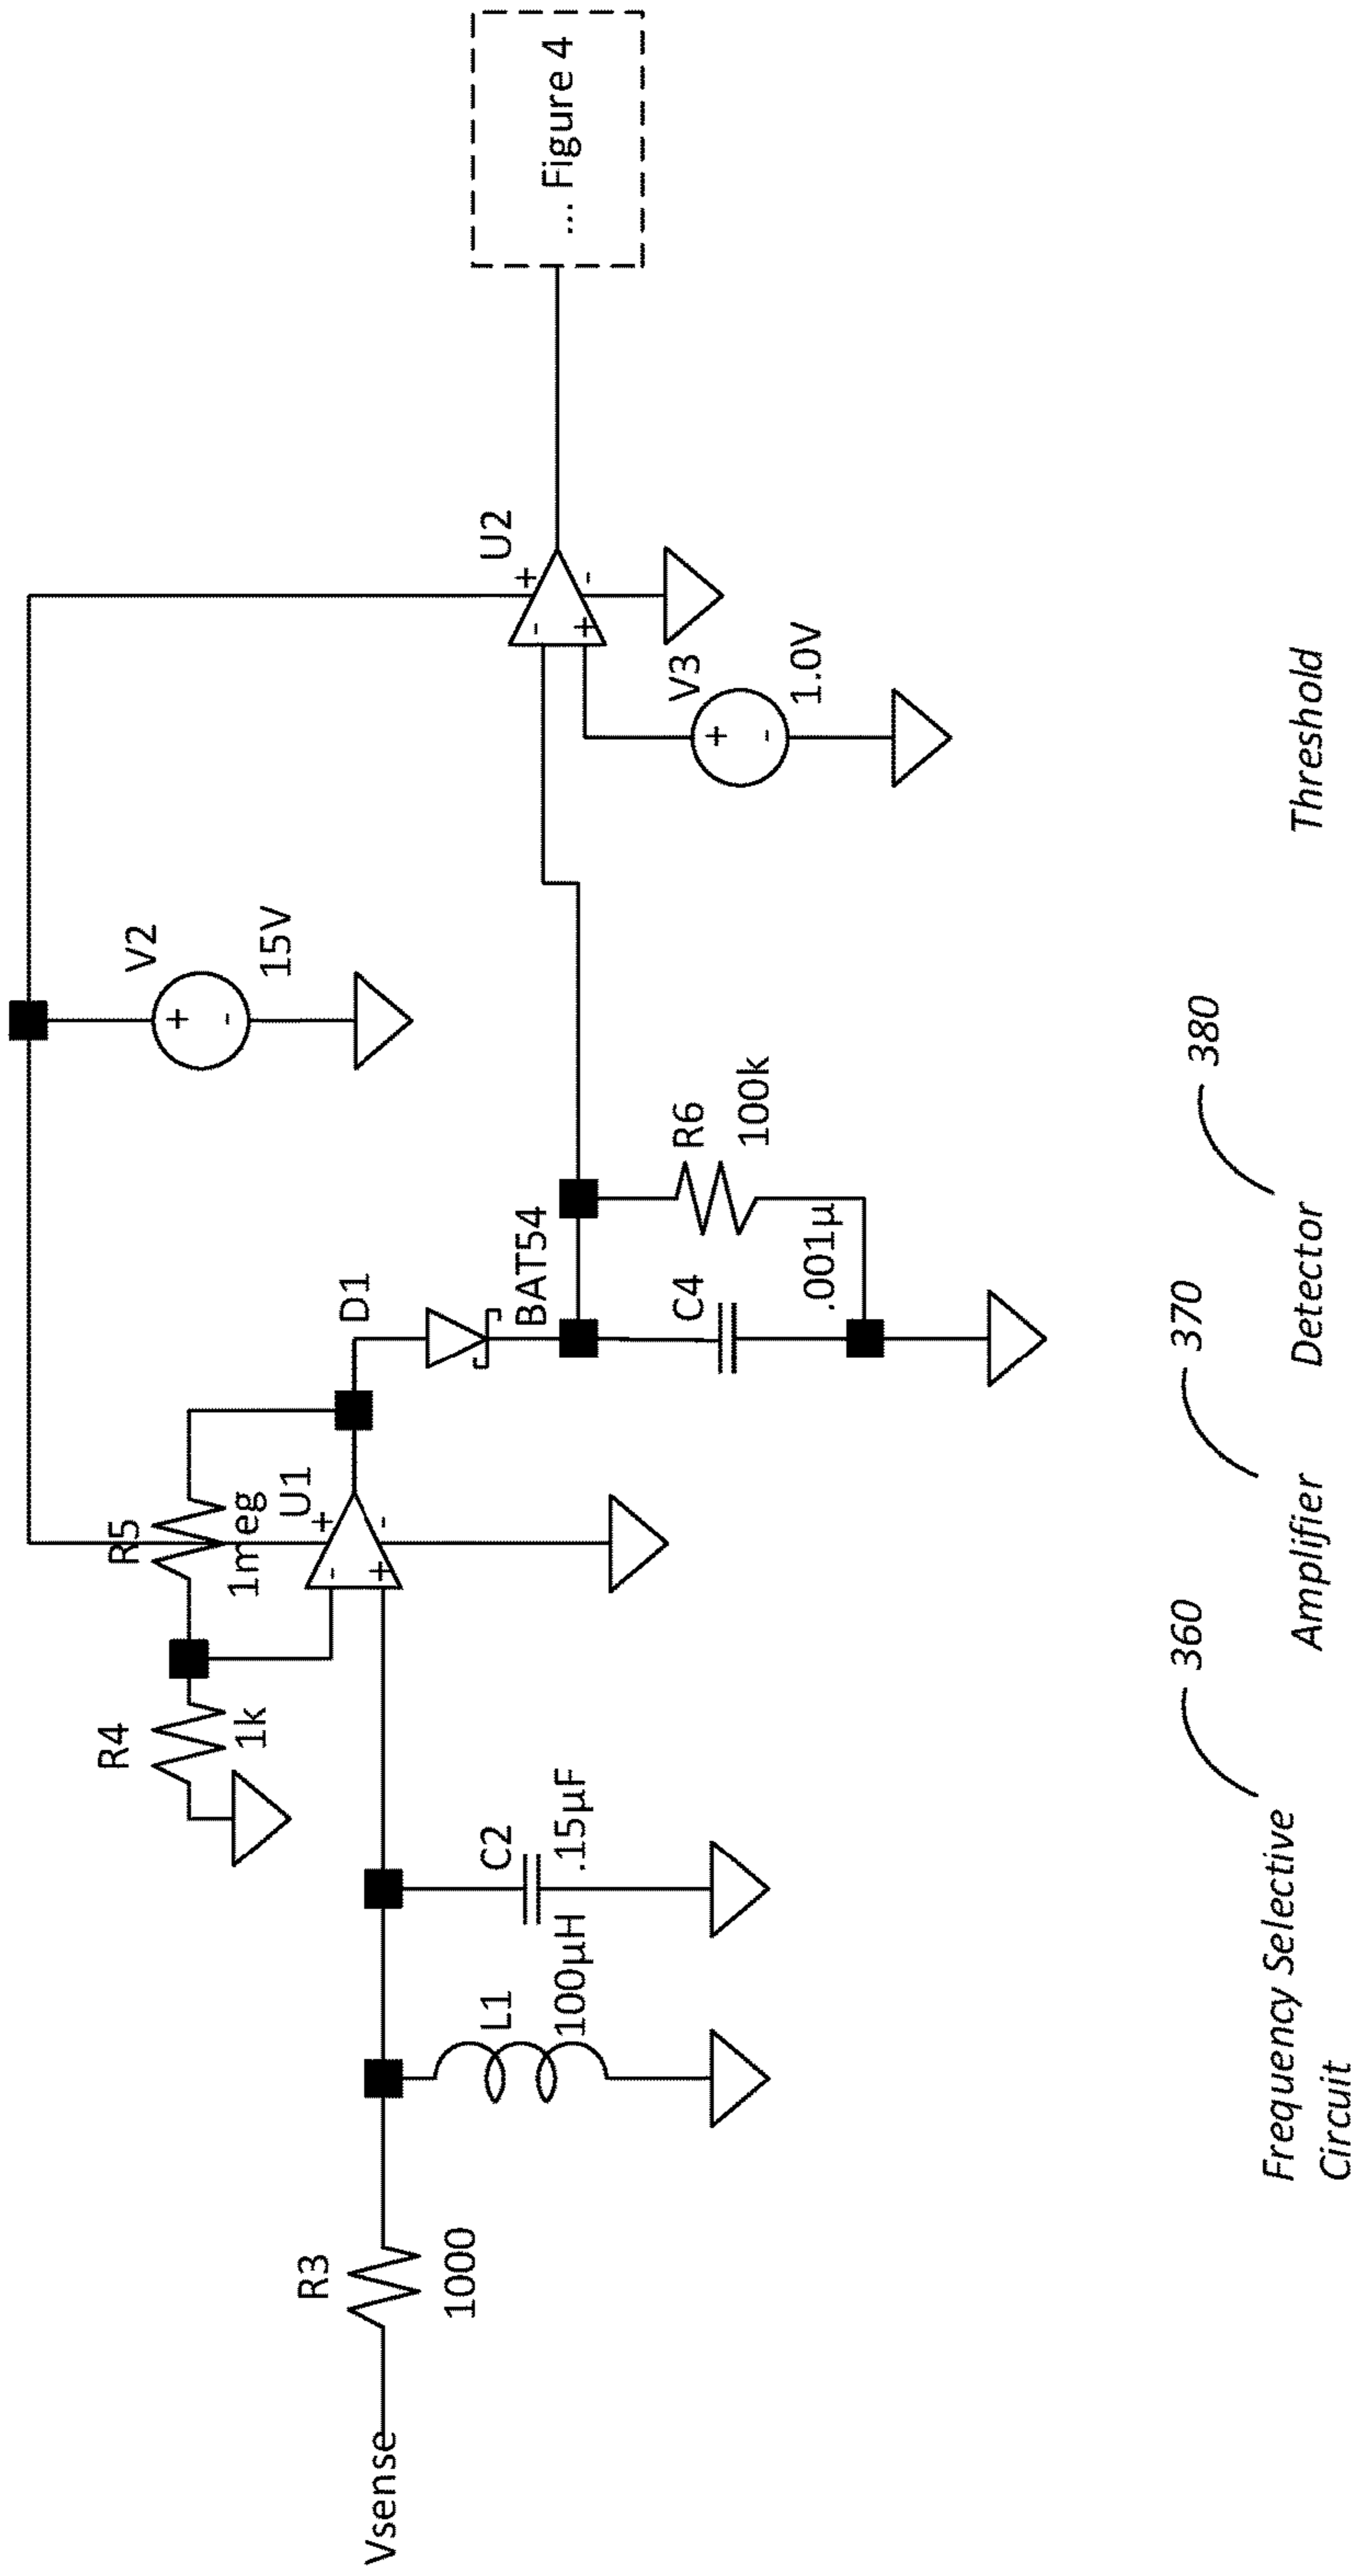 Vsense
R3
1000
L1
100µH
C2
.15µF
R4
1k
R5
1meg
U1
+
-
-
+
D1
BAT54
C4
.001µ
R6
100k
V2
15V
+
-
U2
+
-
-
+
V3
1.0V
+
-
... Figure 4
Frequency Selective
Circuit
360
Amplifier
370
Detector
380
Threshold